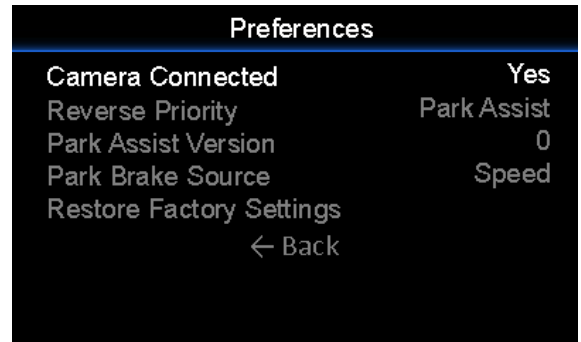 Preferences
Camera Connected Yes
Reverse Priority Park Assist
Park Assist Version 0
Park Brake Source Speed
Restore Factory Settings
← Back